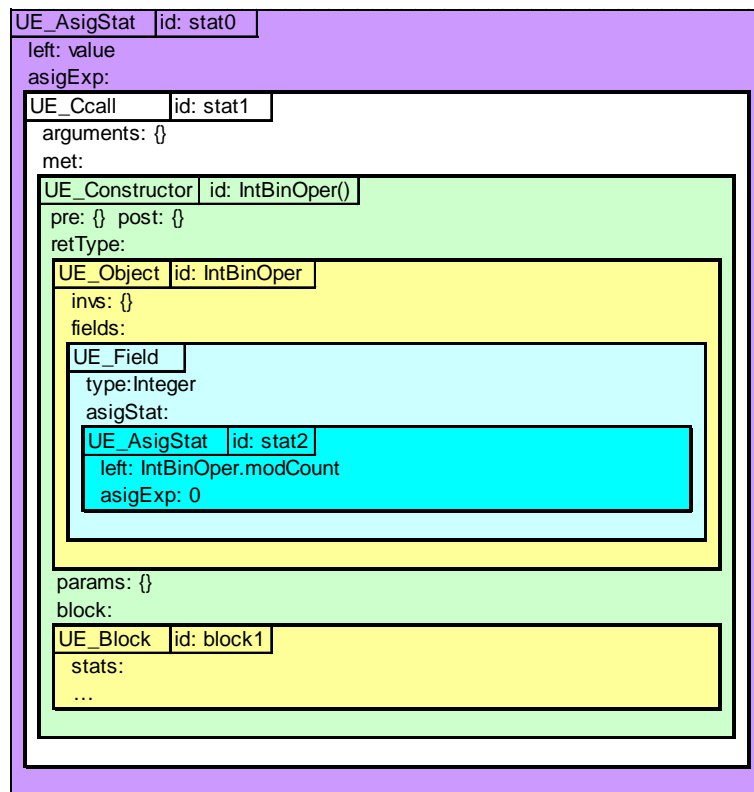 UE_AsigStat id: stat0
left: value
asigExp:
UE_Ccall id: stat1
arguments: {}
met:
UE_Constructor id: IntBinOper()
pre: {} post: {}
retType:
UE_Object id: IntBinOper
invs: {}
fields:
UE_Field
type:Integer
asigStat:
UE_AsigStat id: stat2
left: IntBinOper.modCount
asigExp: 0
params: {}
block:
UE_Block id: block1
stats:
…